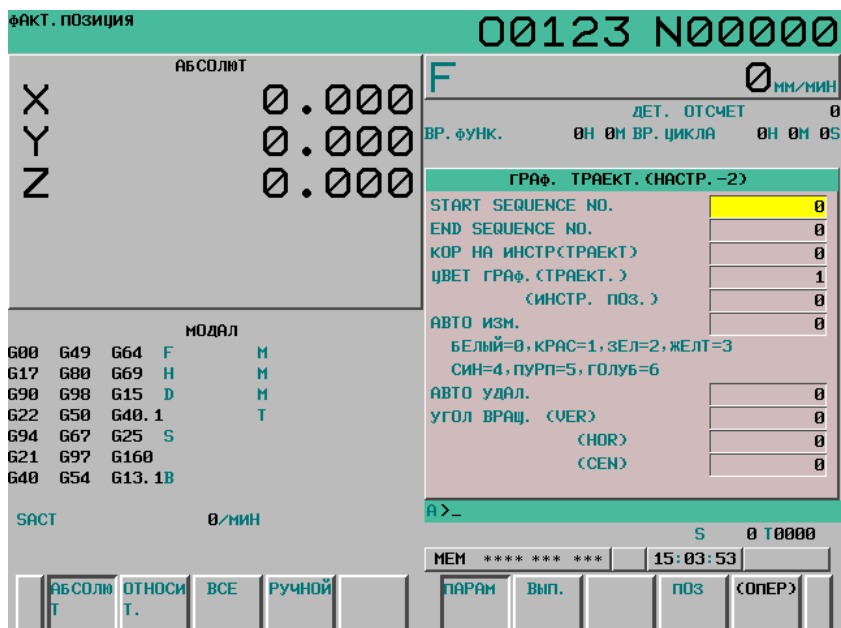 фАКТ.ПОЗИЦИЯ
O0123 N00000
АБСОЛЮТ
X 0.000
Y 0.000
Z 0.000
F 0 ММ/МИН
ДЕТ. ОТСЧЕТ 0
ВР.фУНК. 0H 0M ВР.ЦИКЛА 0H 0M 0S
ГРАф. ТРАЕКТ.(НАСТР.-2)
START SEQUENCE NO. 0
END SEQUENCE NO. 0
КОР НА ИНСТР(ТРАЕКТ) 0
ЦВЕТ ГРАф.(ТРАЕКТ.) 1
(ИНСТР. ПОЗ.) 0
АВТО ИЗМ. 0
БЕЛЫЙ=0,КРАС=1,ЗЕЛ=2,ЖЕЛТ=3
СИН=4,ПУРП=5,ГОЛУБ=6
АВТО УДАЛ. 0
УГОЛ ВРАЩ. (VER) 0
(HOR) 0
(CEN) 0
МОДАЛ
G00 G49 G64 F M
G17 G80 G69 H M
G90 G98 G15 D M
G22 G50 G40.1 T
G94 G67 G25 S
G21 G97 G160
G40 G54 G13.1B
SACT 0/МИН
A>_
S 0 T0000
MEM **** *** *** 15:03:53
АБСОЛЮ
Т
ОТНОСИ
Т.
ВСЕ
РУЧНОЙ
ПАРАМ
ВЫП.
ПОЗ
(ОПЕР)